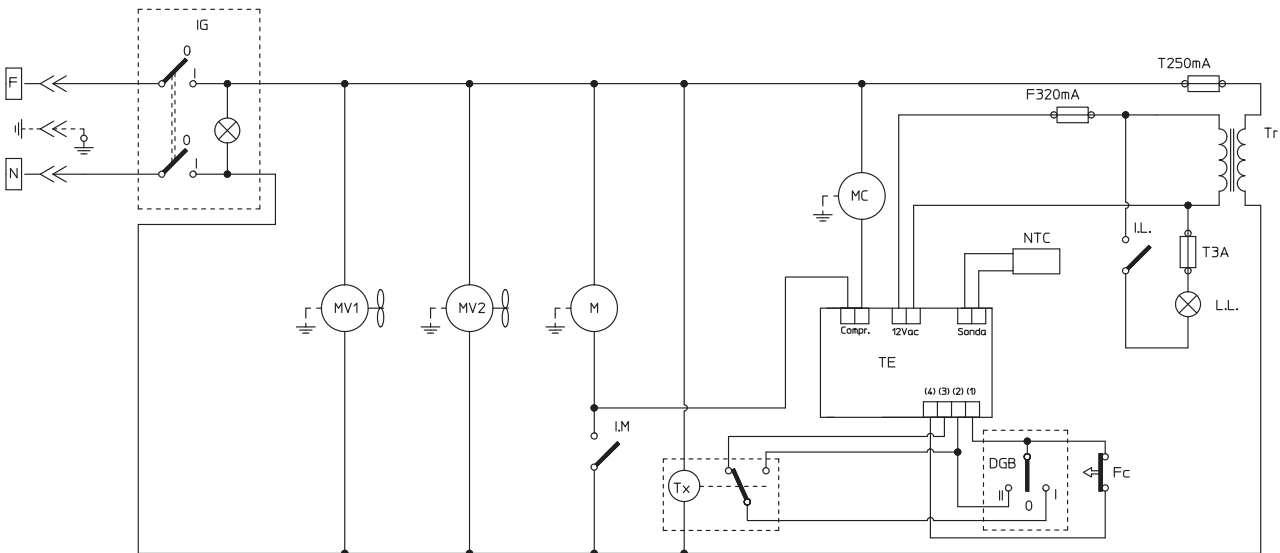 IG
0
I
F
T250mA
F320mA
0
I
Tr
N
MC
I.L.
NTC
T3A
MV1
MV2
M
L.L.
Compr.
12Vac
Sonda
TE
(4) (3) (2) (1)
I.M
DGB
Fc
Tx
II
I
0